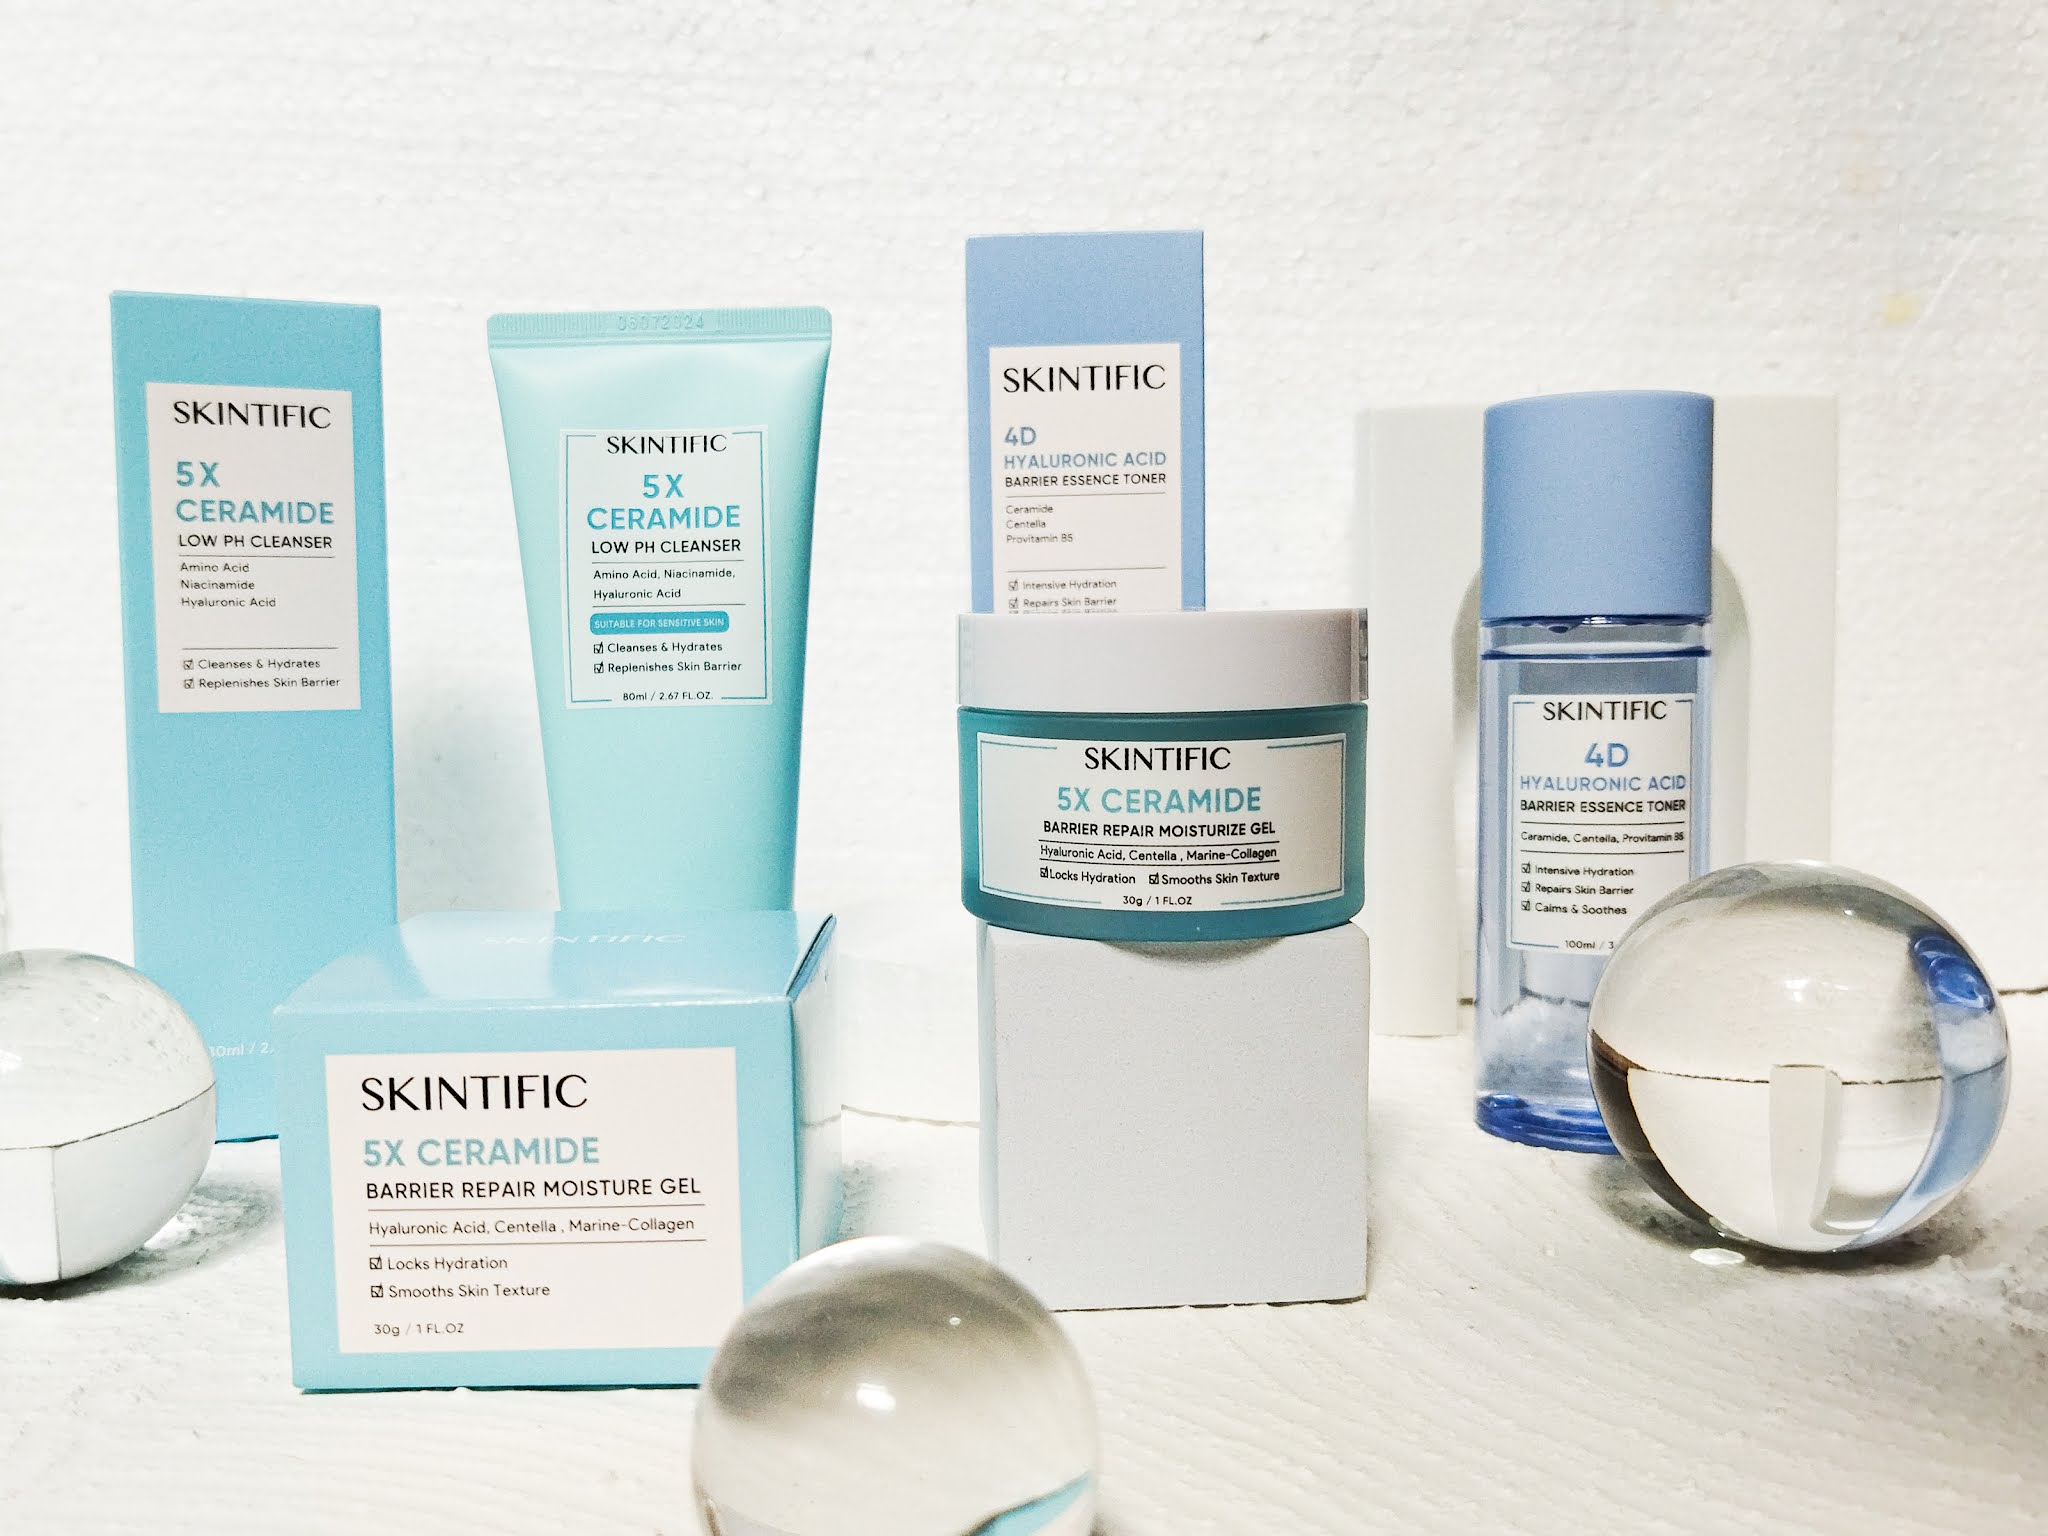 SKINTIFIC
5X
CERAMIDE
LOW PH CLEANSER
Amino Acid
Niacinamide
Hyaluronic Acid
☑ Cleanses & Hydrates
☑ Replenishes Skin Barrier
06072024
SKINTIFIC
5X
CERAMIDE
LOW PH CLEANSER
Amino Acid, Niacinamide,
Hyaluronic Acid
SUITABLE FOR SENSITIVE SKIN
☑ Cleanses & Hydrates
☑ Replenishes Skin Barrier
80ml / 2.67 FL.OZ.
SKINTIFIC
4D
HYALURONIC ACID
BARRIER ESSENCE TONER
Ceramide
Centella
Provitamin B5
☑ Intensive Hydration
☑ Repairs Skin Barrier
SKINTIFIC
5X CERAMIDE
BARRIER REPAIR MOISTURIZE GEL
Hyaluronic Acid, Centella , Marine-Collagen
☑ Locks Hydration ☑ Smooths Skin Texture
30g / 1 FL.OZ
SKINTIFIC
4D
HYALURONIC ACID
BARRIER ESSENCE TONER
Ceramide, Centella, Provitamin B5
☑ Intensive Hydration
☑ Repairs Skin Barrier
☑ Calms & Soothes
100ml / 3
SKINTIFIC
SKINTIFIC
5X CERAMIDE
BARRIER REPAIR MOISTURE GEL
Hyaluronic Acid, Centella , Marine-Collagen
☑ Locks Hydration
☑ Smooths Skin Texture
30g / 1 FL.OZ